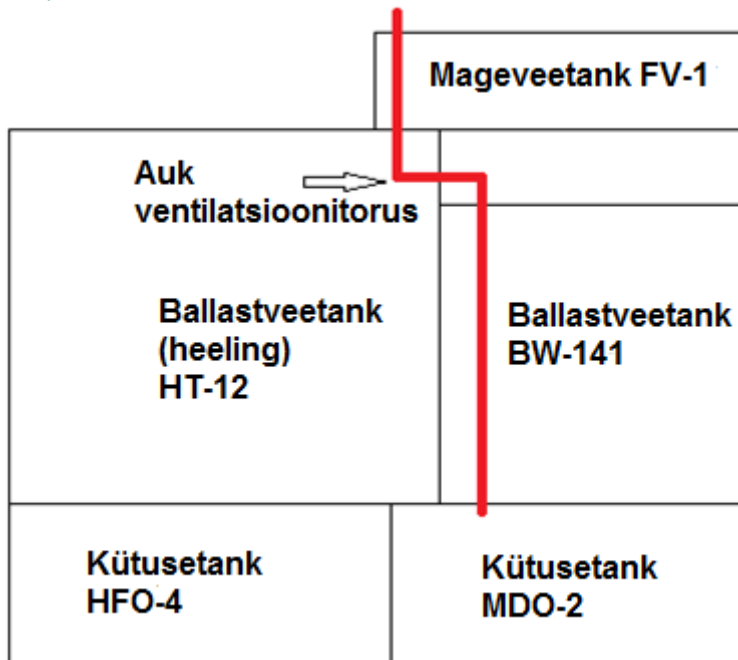 Mageveetank FV-1
Auk
ventilatsioonitorus
Ballastveetank
(heeling)
HT-12
Ballastveetank
BW-141
Kütusetank
HFO-4
Kütusetank
MDO-2